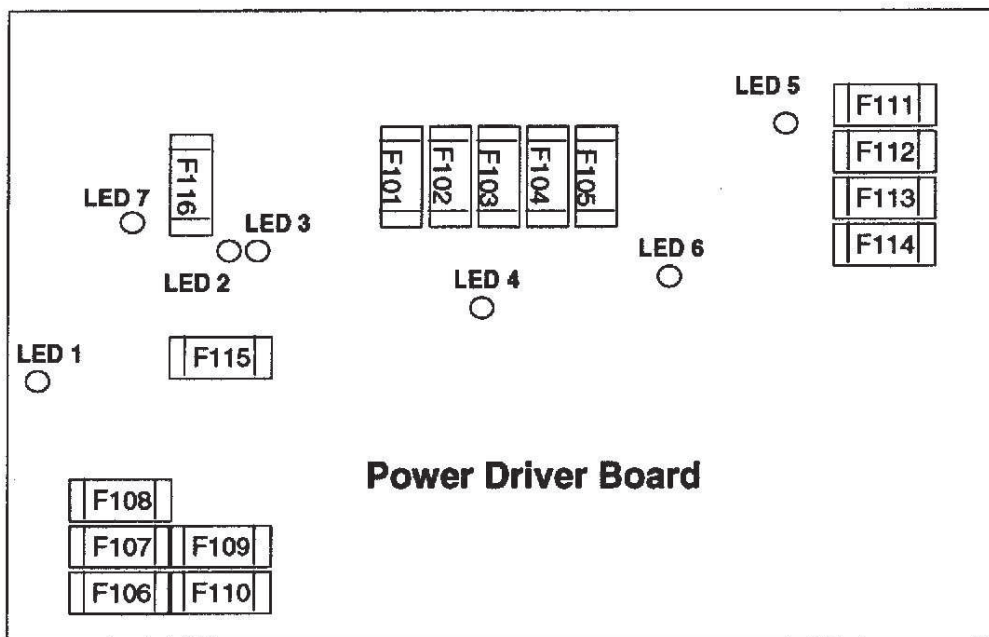 LED 5
F111
F112
F113
F114
F101
F102
F103
F104
F105
F116
LED 7
LED 3
LED 2
LED 6
LED 4
LED 1
F115
Power Driver Board
F108
F107
F109
F106
F110